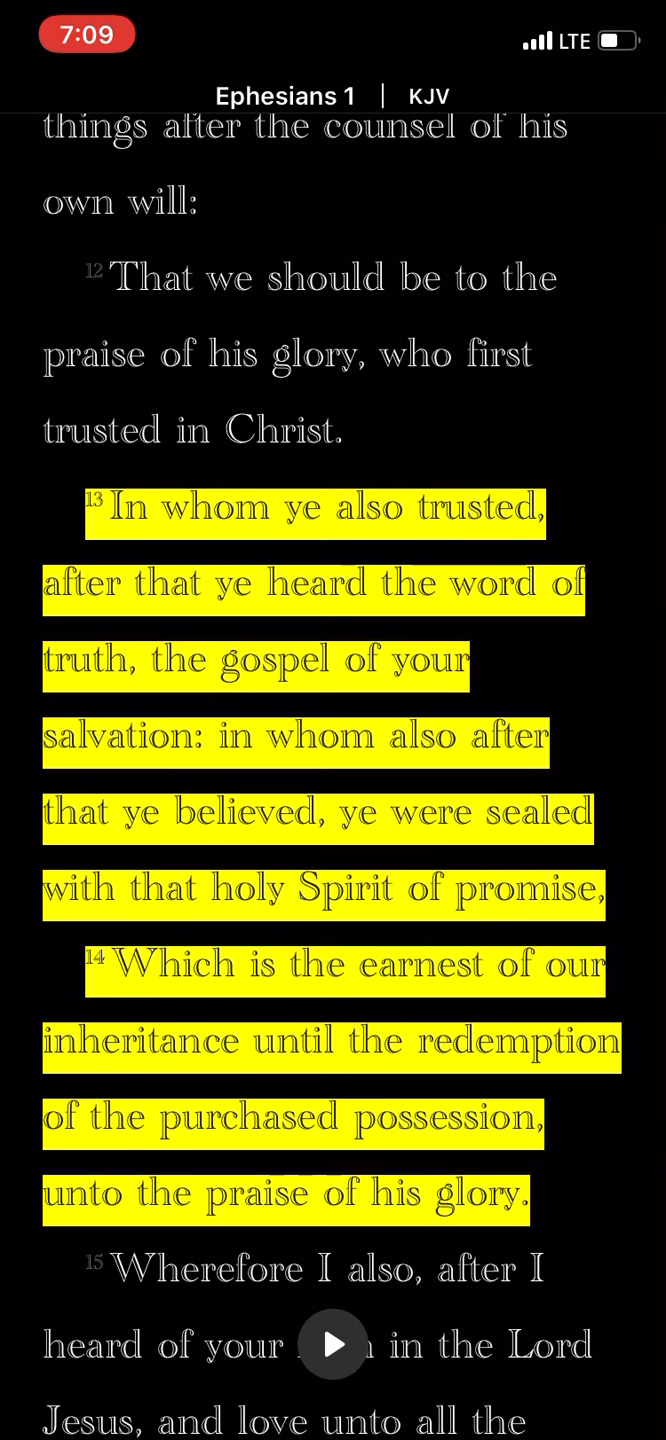 7:09
LTE
Ephesians 1 | KJV
things after the counsel of his
own will:
12 That we should be to the
praise of his glory, who first
trusted in Christ.
13 In whom ye also trusted,
after that ye heard the word of
truth, the gospel of your
salvation: in whom also after
that ye believed, ye were sealed
with that holy Spirit of promise,
14 Which is the earnest of our
inheritance until the redemption
of the purchased possession,
unto the praise of his glory.
15 Wherefore I also, after I
heard of your in the Lord
Jesus, and love unto all the